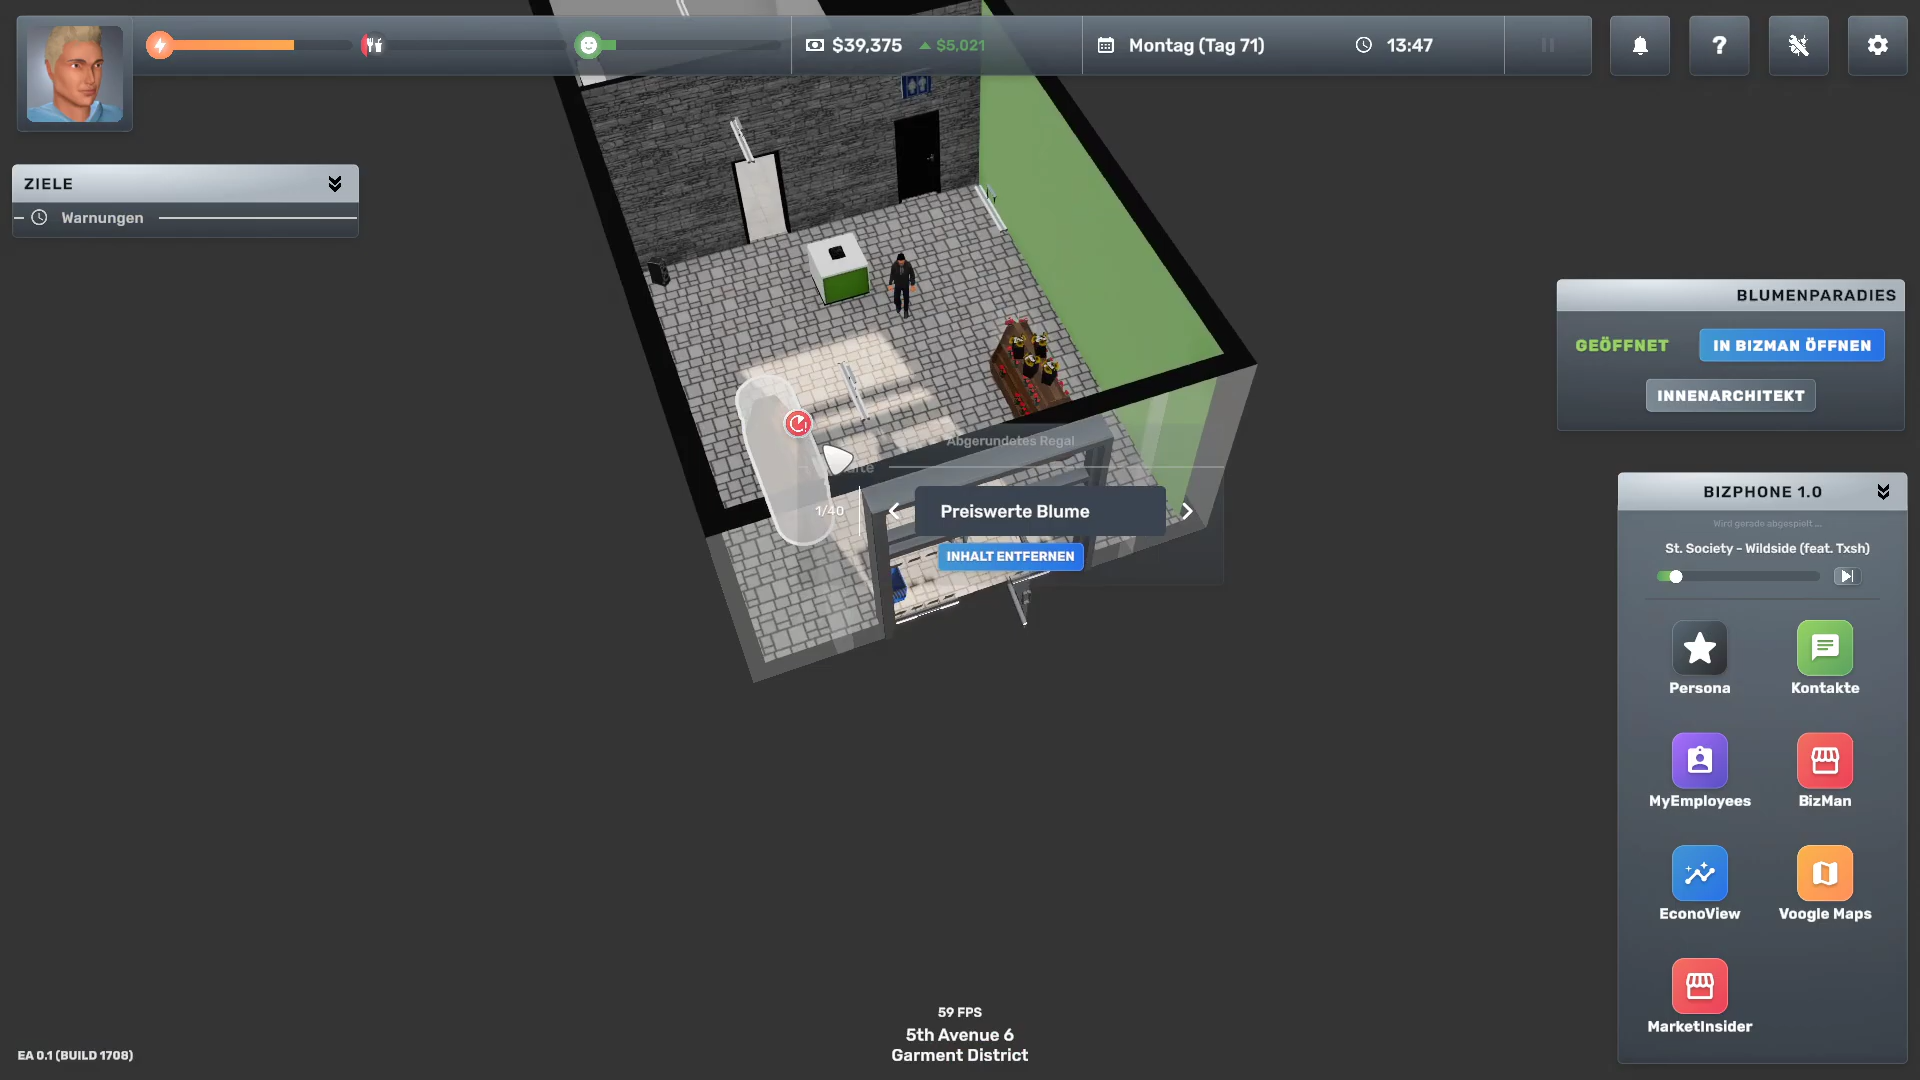 $39,375
$5,021
Montag (Tag 71)
13:47
?
ZIELE
Warnungen
BLUMENPARADIES
GEÖFFNET
IN BIZMAN ÖFFNEN
INNENARCHITEKT
Abgerundetes Regal
1/40
Preiswerte Blume
INHALT ENTFERNEN
BIZPHONE 1.0
Wird gerade abgespielt ...
St. Society - Wildside (feat. Txsh)
Persona
Kontakte
MyEmployees
BizMan
EconoView
Voogle Maps
MarketInsider
59 FPS
5th Avenue 6
Garment District
EA 0.1 (BUILD 1708)